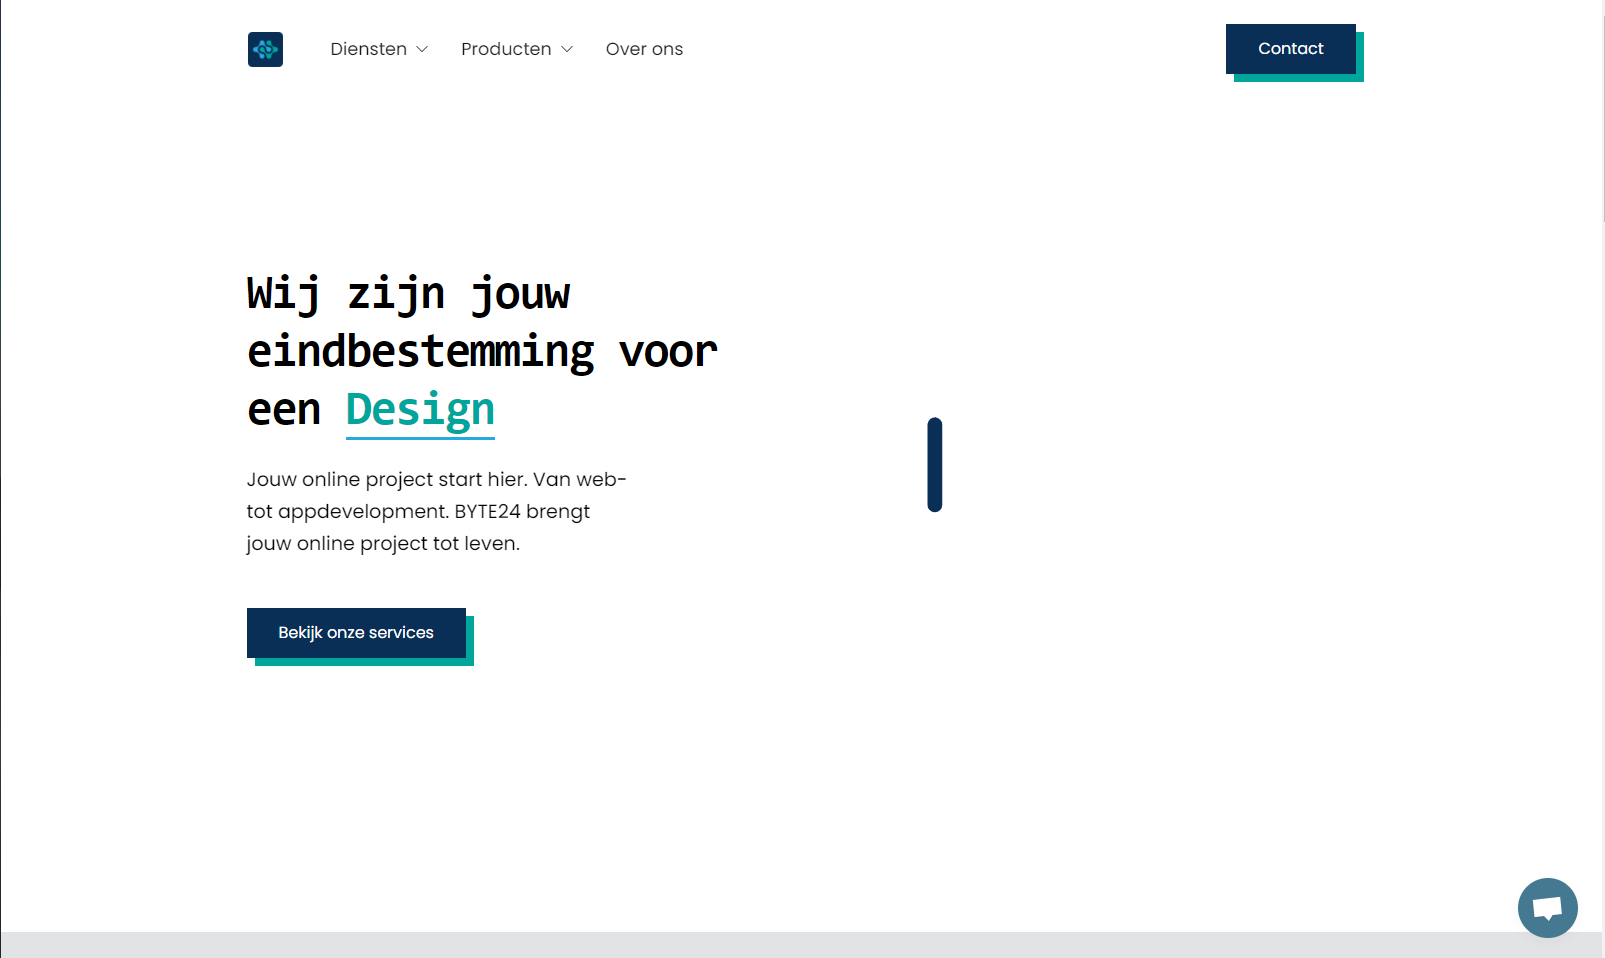 Diensten Producten Over ons Contact
Wij zijn jouw
eindbestemming voor
een Design
Jouw online project start hier. Van web-
tot appdevelopment. BYTE24 brengt
jouw online project tot leven.
Bekijk onze services